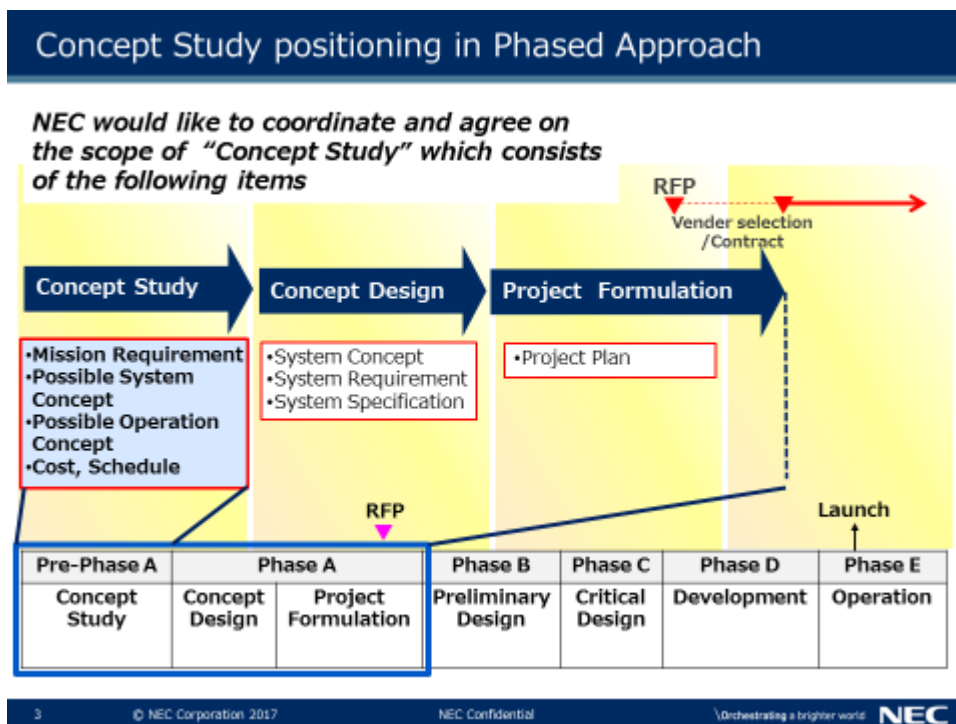 Concept Study positioning in Phased Approach
NEC would like to coordinate and agree on
the scope of “Concept Study” which consists
of the following items
RFP
Vender selection
/Contract
Concept Study
Concept Design
Project Formulation
•Mission Requirement
•Possible System
Concept
•Possible Operation
Concept
•Cost, Schedule
•System Concept
•System Requirement
•System Specification
•Project Plan
RFP
Launch
Pre-Phase A
Phase A
Phase B
Phase C
Phase D
Phase E
Concept
Study
Concept
Design
Project
Formulation
Preliminary
Design
Critical
Design
Development
Operation
3
© NEC Corporation 2017
NEC Confidential
\Orchestrating a brighter world
NEC